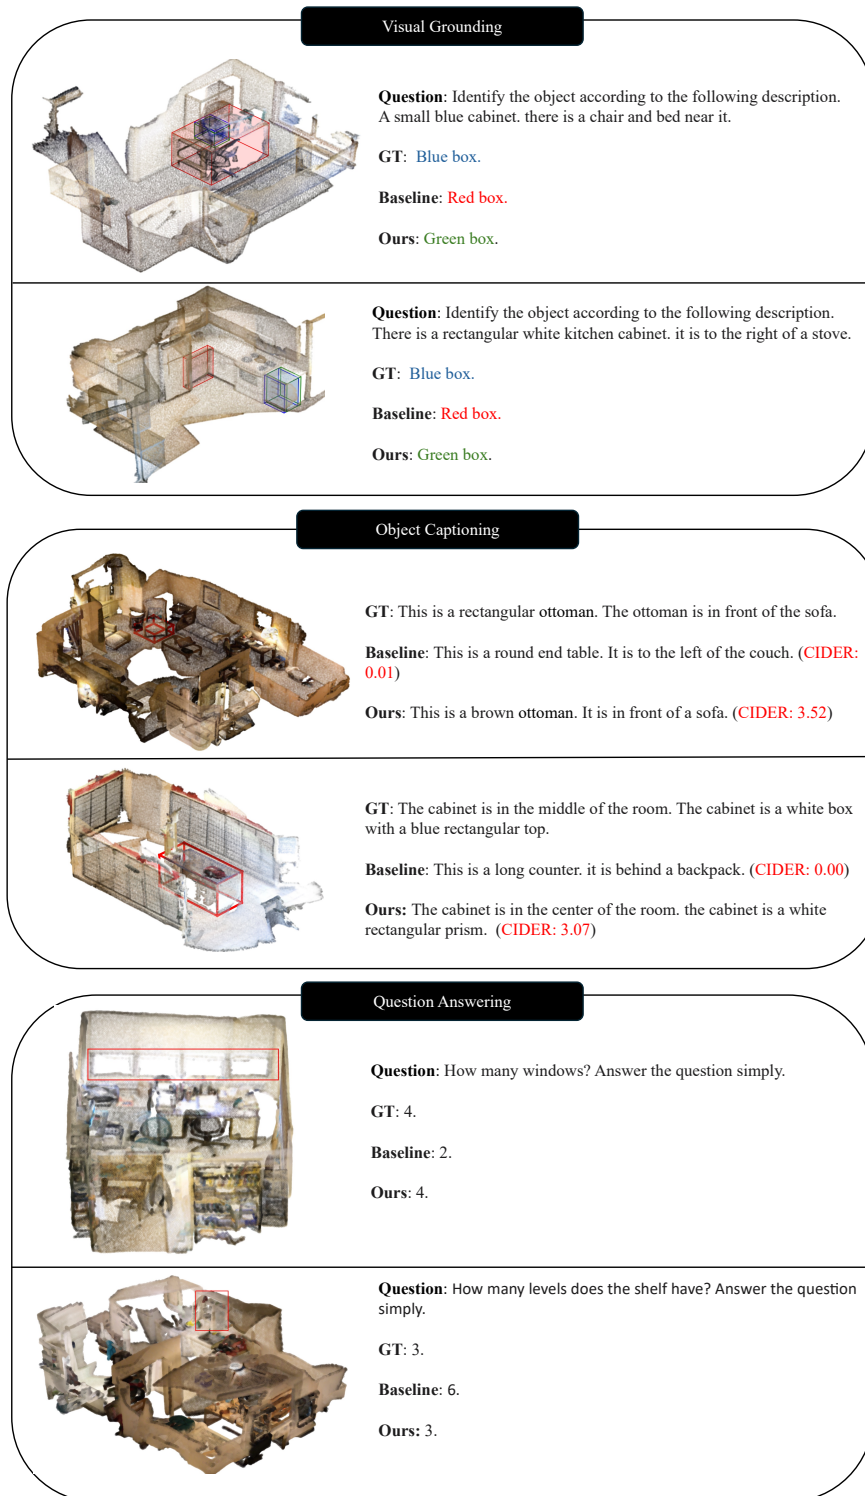 Visual Grounding
Question: Identify the object according to the following description.
A small blue cabinet. there is a chair and bed near it.
GT: Blue box.
Baseline: Red box.
Ours: Green box.
Question: Identify the object according to the following description.
There is a rectangular white kitchen cabinet. it is to the right of a stove.
GT: Blue box.
Baseline: Red box.
Ours: Green box.
Object Captioning
GT: This is a rectangular ottoman. The ottoman is in front of the sofa.
Baseline: This is a round end table. It is to the left of the couch. (CIDER:
0.01)
Ours: This is a brown ottoman. It is in front of a sofa. (CIDER: 3.52)
GT: The cabinet is in the middle of the room. The cabinet is a white box
with a blue rectangular top.
Baseline: This is a long counter. it is behind a backpack. (CIDER: 0.00)
Ours: The cabinet is in the center of the room. the cabinet is a white
rectangular prism. (CIDER: 3.07)
Question Answering
Question: How many windows? Answer the question simply.
GT: 4.
Baseline: 2.
Ours: 4.
Question: How many levels does the shelf have? Answer the question
simply.
GT: 3.
Baseline: 6.
Ours: 3.